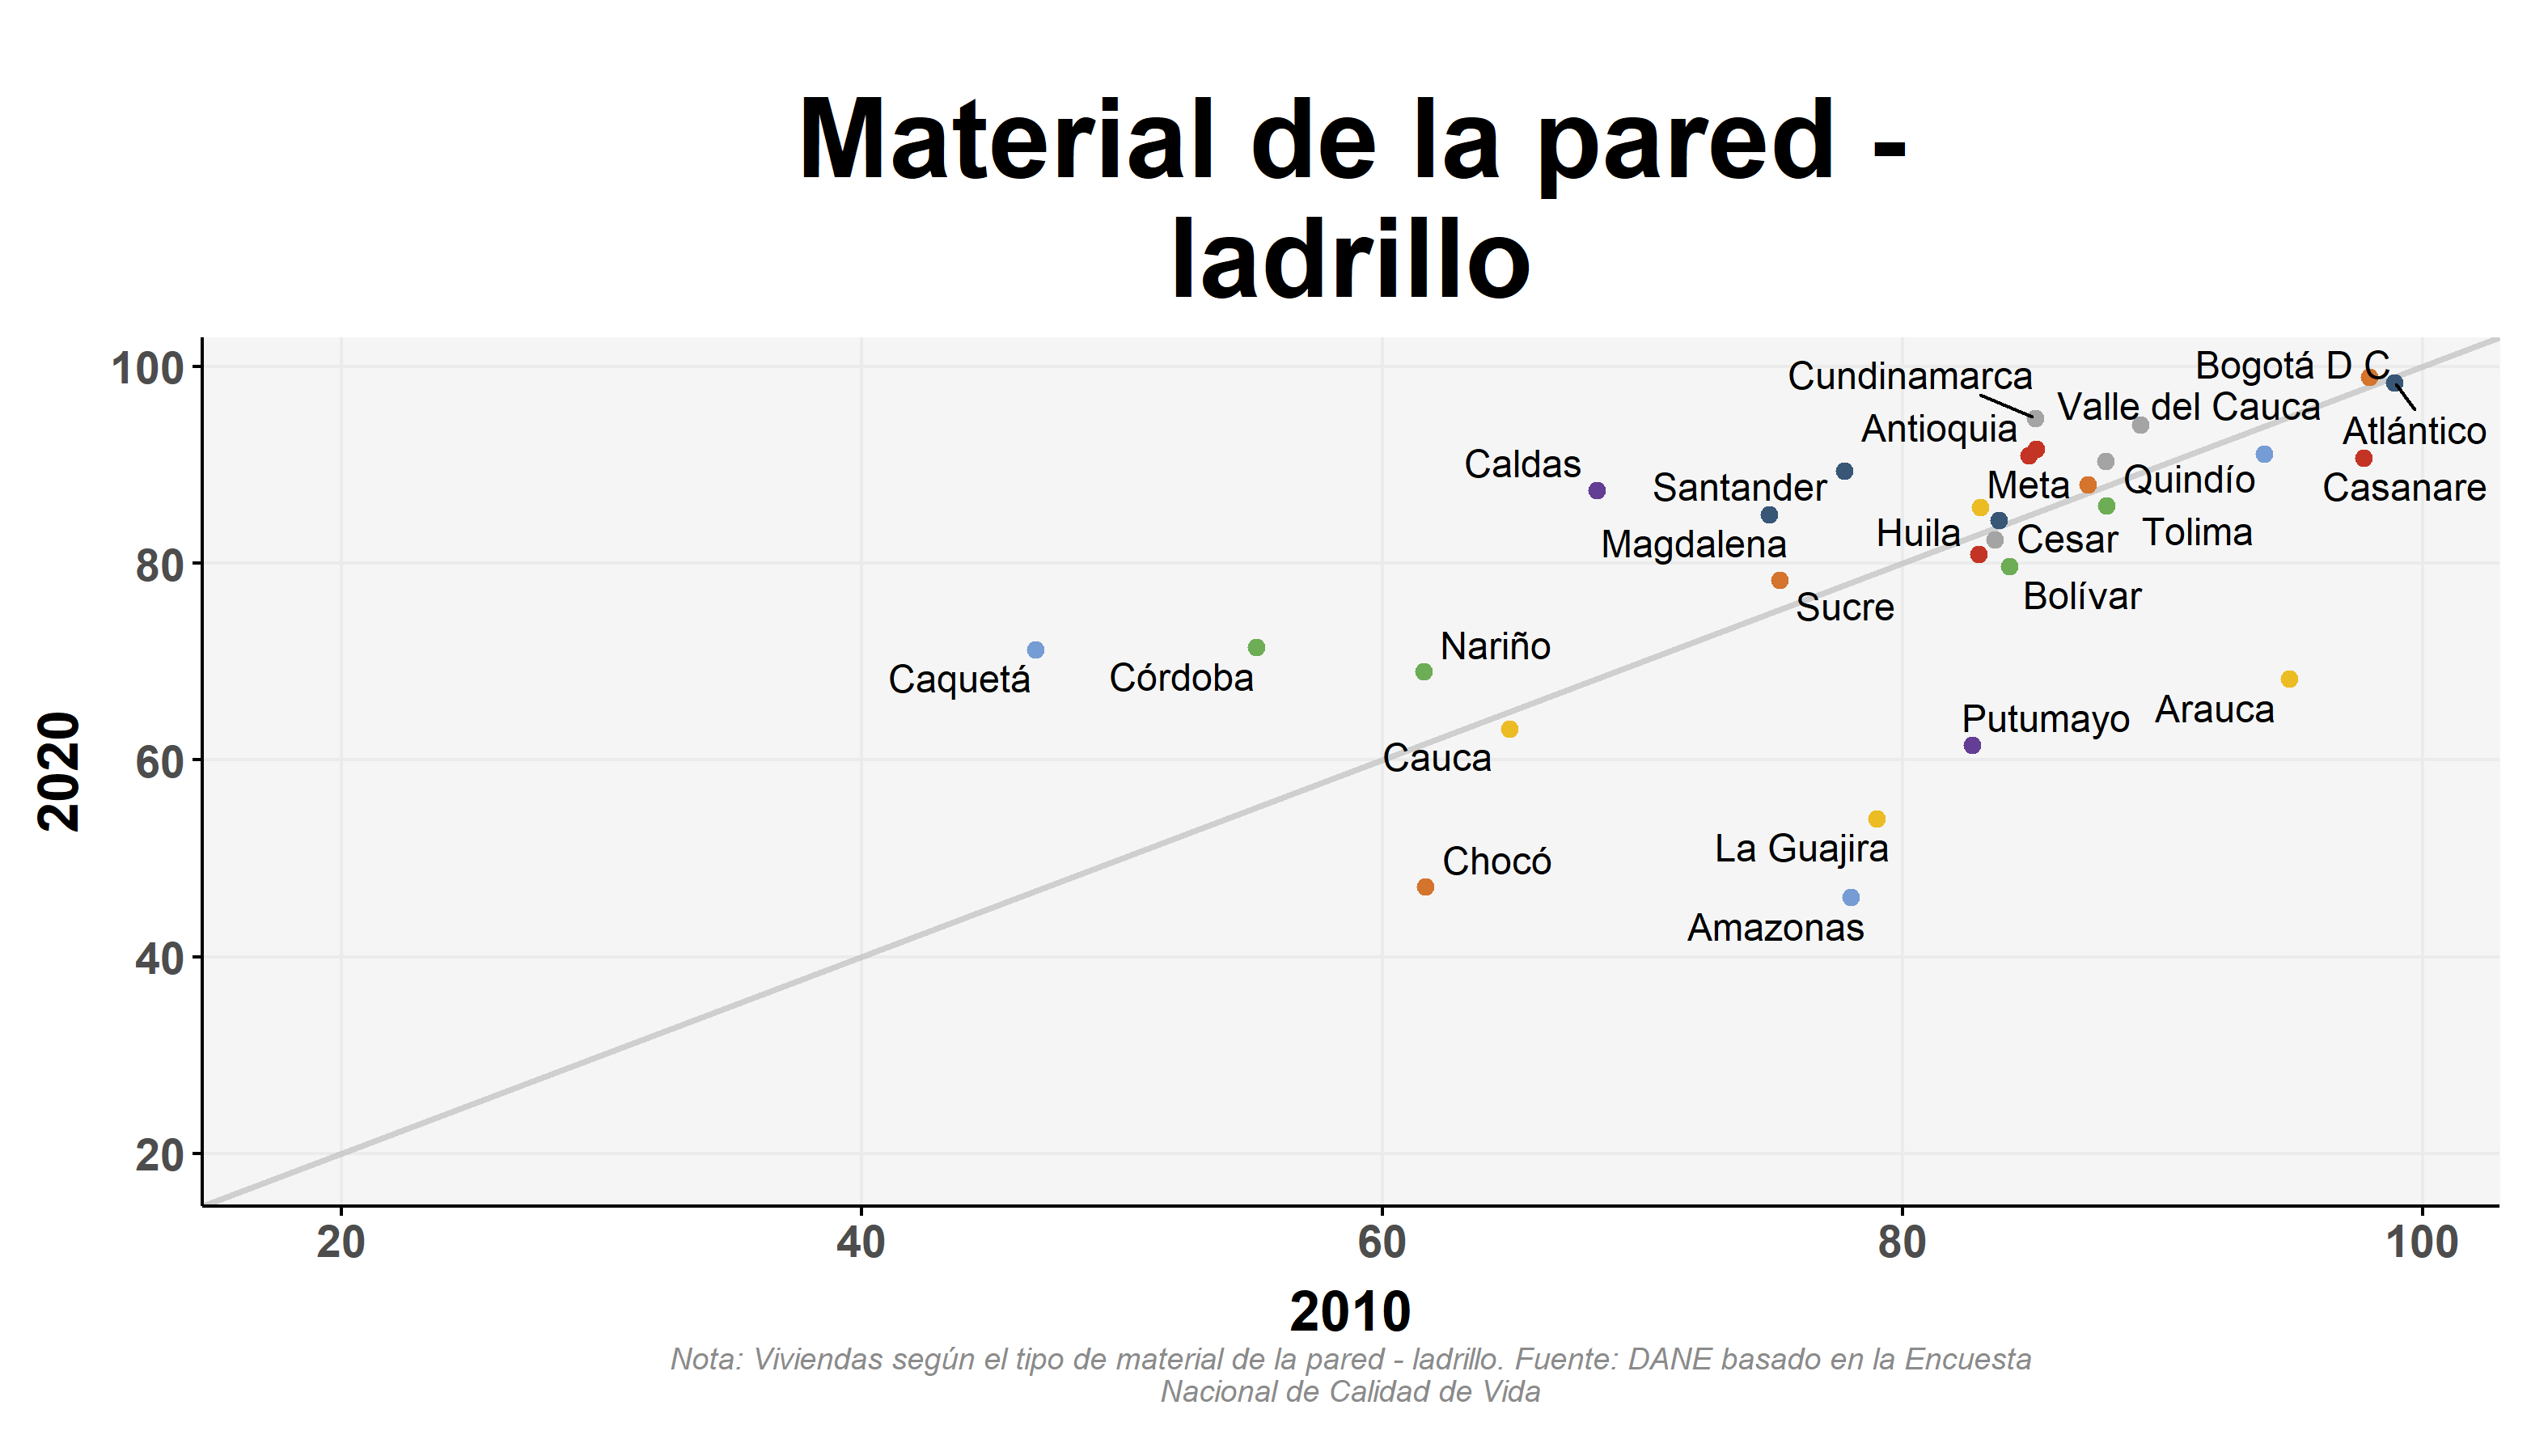 Material de la pared -
ladrillo
100
80
60
40
20
2020
Cundinamarca
Bogotá D C
Valle del Cauca
Antioquia
Atlántico
Caldas
Santander
Meta
Quindío
Casanare
Magdalena
Huila
Cesar
Tolima
Bolívar
Sucre
Nariño
Caquetá
Córdoba
Arauca
Putumayo
Cauca
La Guajira
Chocó
Amazonas
20 40 60 80 100
2010
Nota: Viviendas según el tipo de material de la pared - ladrillo. Fuente: DANE basado en la Encuesta
Nacional de Calidad de Vida